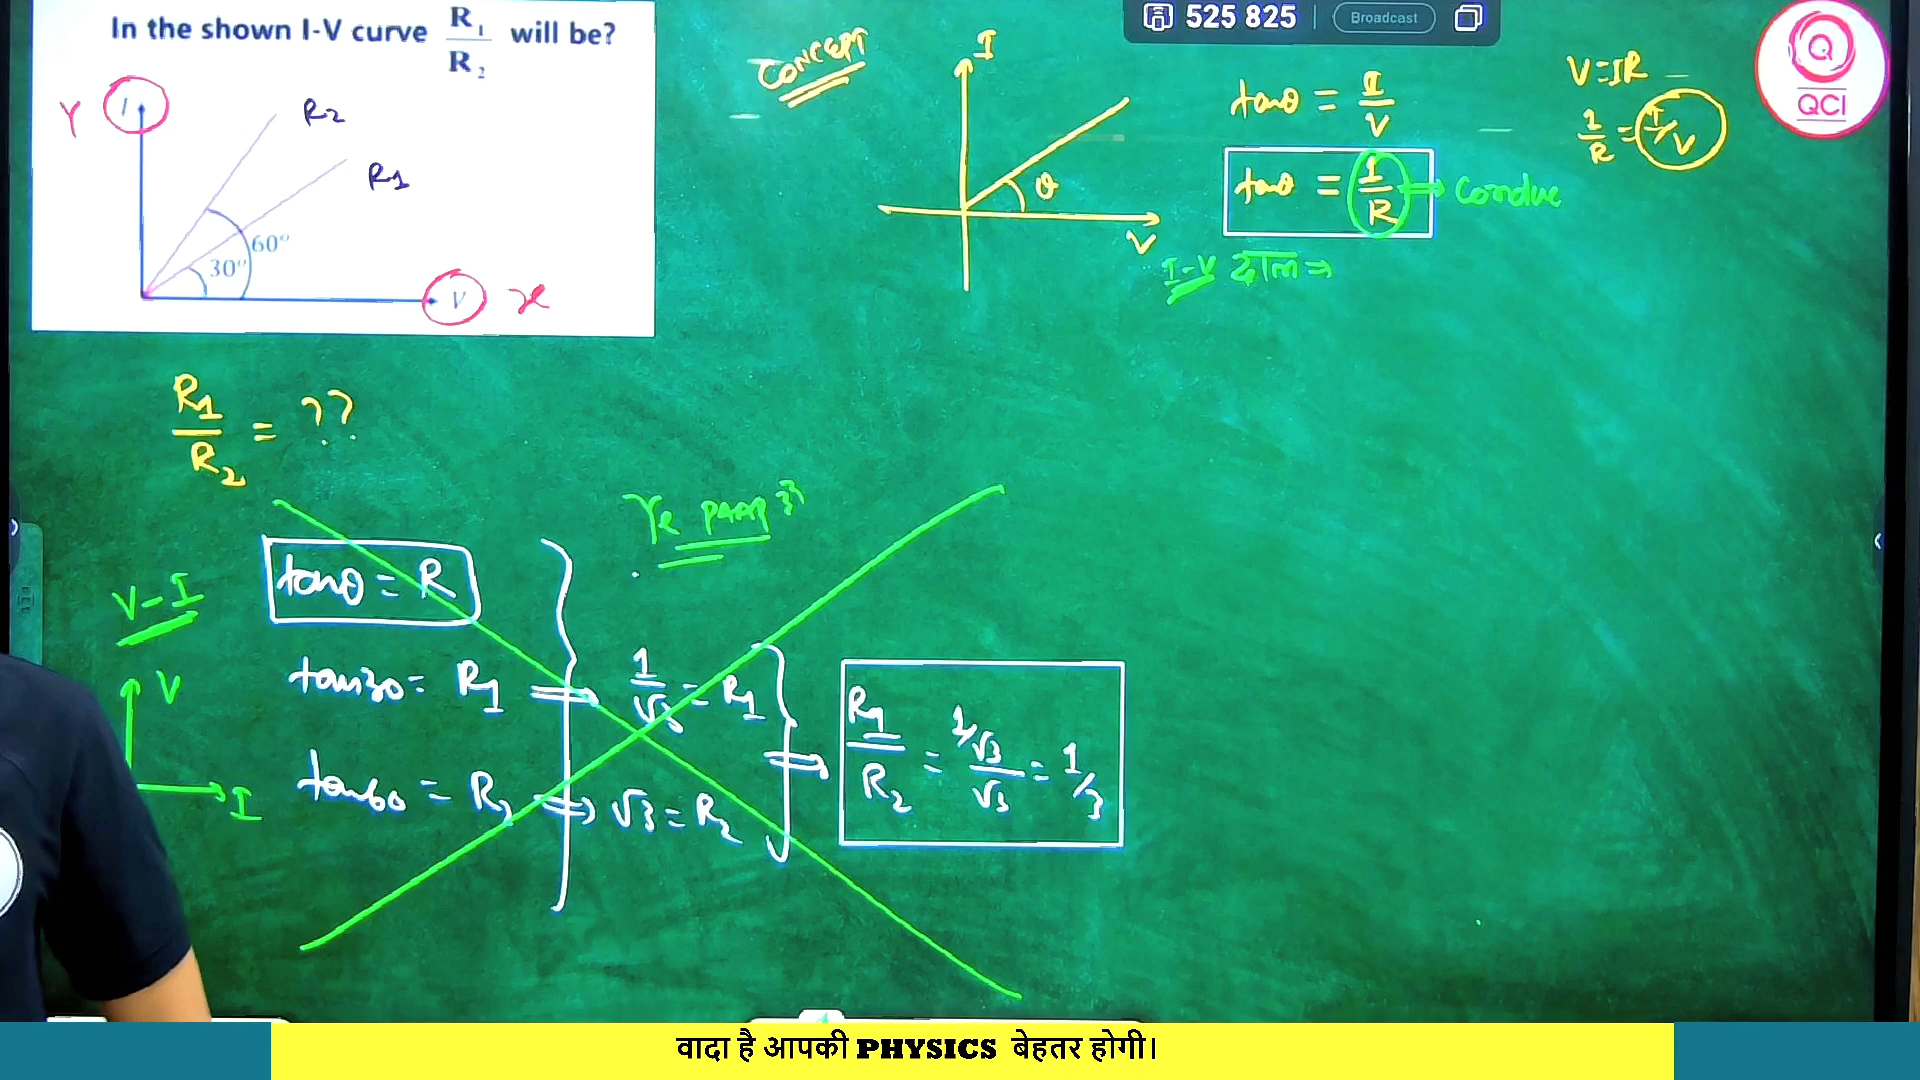 In the shown I-V curve R₁/R₂ will be?
I
Y
R2
R1
60°
30°
V
x
CONCEPT
I
θ
V
525 825
Broadcast
tanθ = I/V
tanθ = 1/R ⇒ Conduc
V=IR
1/R = I/V
Q
QCI
I-V
R1/R2 = ??
Ye
tanθ = R
V-I
V
I
tan30 = R1 ⇒ 1/√3 = R1
tan60 = R2 ⇒ √3 = R2
R1/R2 = 1/√3/√3 = 1/3
वादा है आपकी PHYSICS बेहतर होगी।